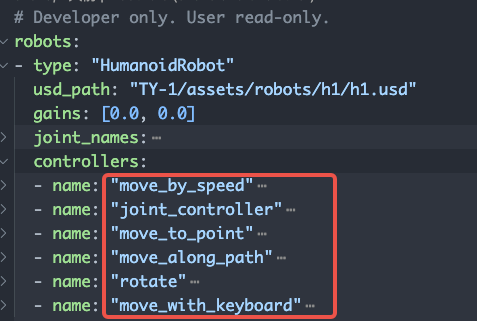 # Developer only. User read-only.
robots:
- type: "HumanoidRobot"
usd_path: "TY-1/assets/robots/h1/h1.usd"
gains: [0.0, 0.0]
joint_names: ⋯
controllers:
- name: "move_by_speed" ⋯
- name: "joint_controller" ⋯
- name: "move_to_point" ⋯
- name: "move_along_path" ⋯
- name: "rotate" ⋯
- name: "move_with_keyboard" ⋯